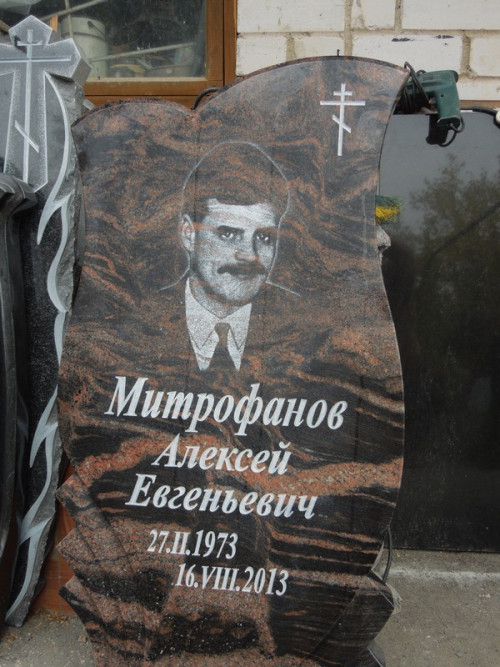 Митрофанов
Алексей
Евгеньевич
27.II.1973
16.VIII.2013